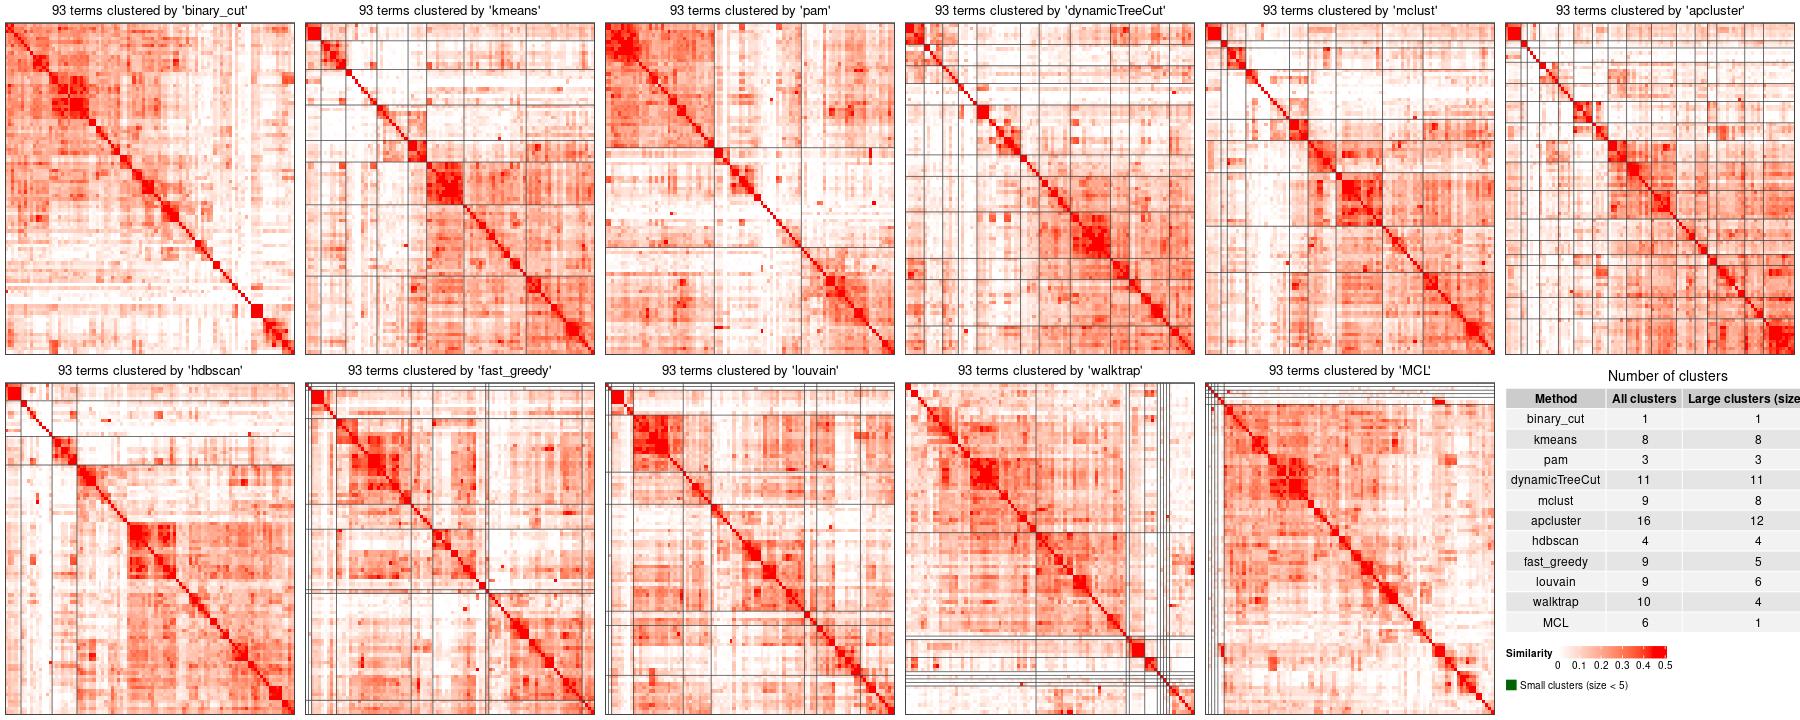 93 terms clustered by 'binary_cut'
93 terms clustered by 'kmeans'
93 terms clustered by 'pam'
93 terms clustered by 'dynamicTreeCut'
93 terms clustered by 'mclust'
93 terms clustered by 'apcluster'
93 terms clustered by 'hdbscan'
93 terms clustered by 'fast_greedy'
93 terms clustered by 'louvain'
93 terms clustered by 'walktrap'
93 terms clustered by 'MCL'
Number of clusters
Method All clusters Large clusters (size
binary_cut 1 1
kmeans 8 8
pam 3 3
dynamicTreeCut 11 11
mclust 9 8
apcluster 16 12
hdbscan 4 4
fast_greedy 9 5
louvain 9 6
walktrap 10 4
MCL 6 1
Similarity
0 0.1 0.2 0.3 0.4 0.5
Small clusters (size < 5)